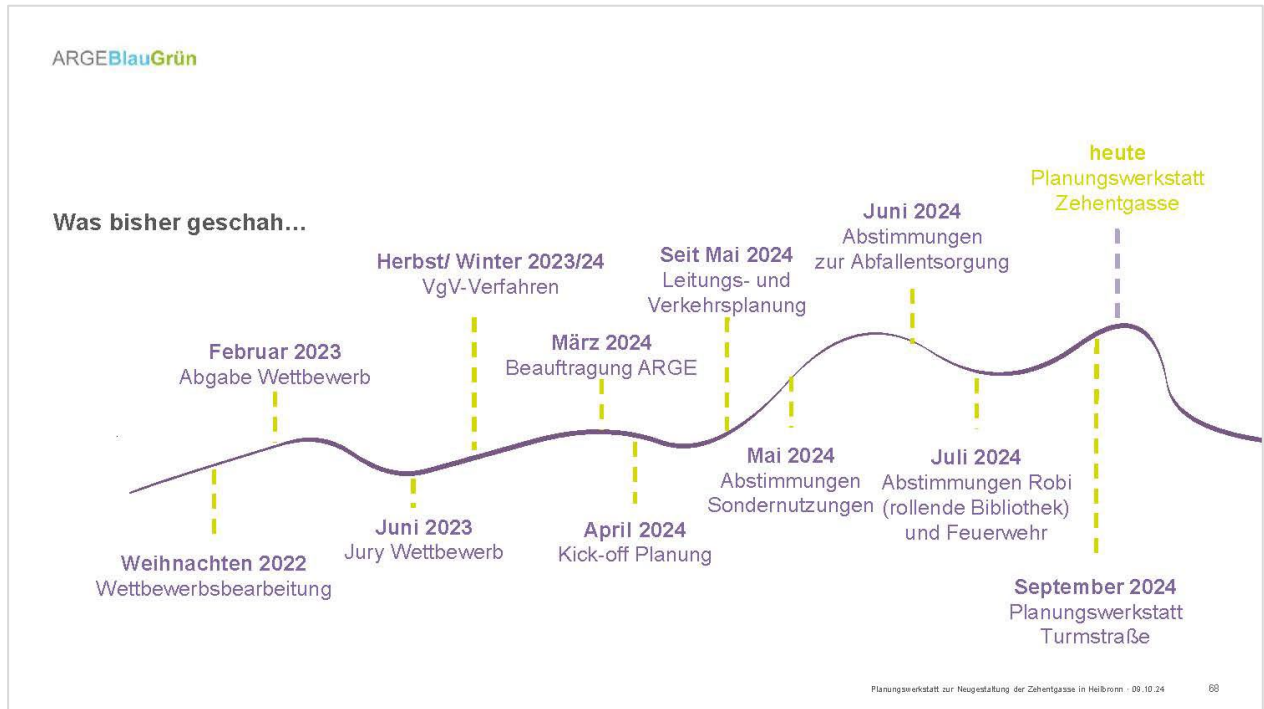 ARGEBlauGrün
Was bisher geschah...
Weihnachten 2022
Wettbewerbsbearbeitung
Februar 2023
Abgabe Wettbewerb
Juni 2023
Jury Wettbewerb
Herbst/ Winter 2023/24
VgV-Verfahren
März 2024
Beauftragung ARGE
April 2024
Kick-off Planung
Seit Mai 2024
Leitungs- und
Verkehrsplanung
Mai 2024
Abstimmungen
Sondernutzungen
Juni 2024
Abstimmungen
zur Abfallentsorgung
Juli 2024
Abstimmungen Robi
(rollende Bibliothek)
und Feuerwehr
September 2024
Planungswerkstatt
Turmstraße
heute
Planungswerkstatt
Zehentgasse
Planungswerkstatt zur Neugestaltung der Zehentgasse in Heilbronn - 09.10.24
68